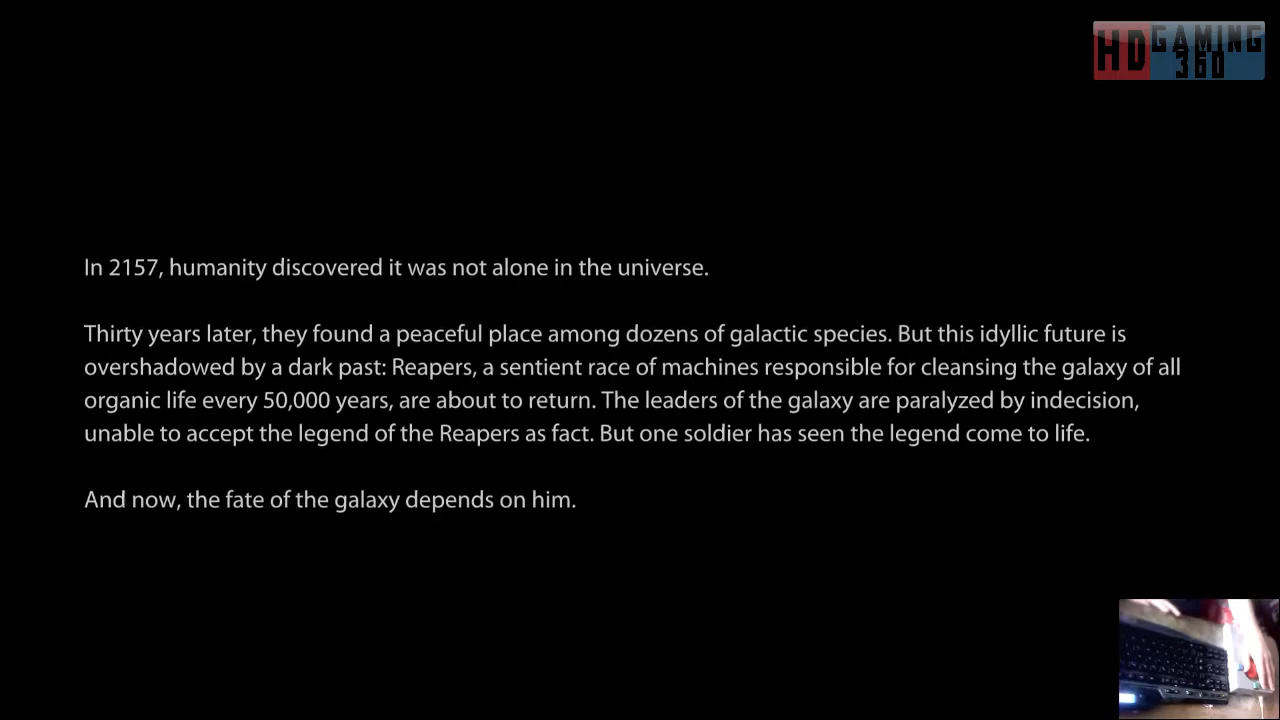 HD GAMING
360
In 2157, humanity discovered it was not alone in the universe.
Thirty years later, they found a peaceful place among dozens of galactic species. But this idyllic future is
overshadowed by a dark past: Reapers, a sentient race of machines responsible for cleansing the galaxy of all
organic life every 50,000 years, are about to return. The leaders of the galaxy are paralyzed by indecision,
unable to accept the legend of the Reapers as fact. But one soldier has seen the legend come to life.
And now, the fate of the galaxy depends on him.